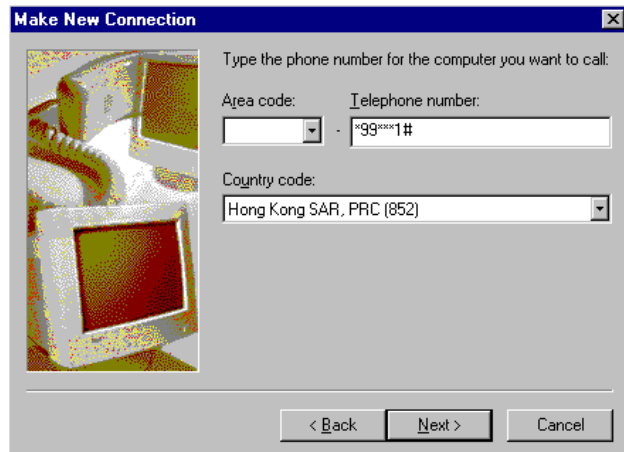 Make New Connection
Type the phone number for the computer you want to call:
Area code: Telephone number:
- *99***1#
Country code:
Hong Kong SAR, PRC (852)
< Back Next > Cancel